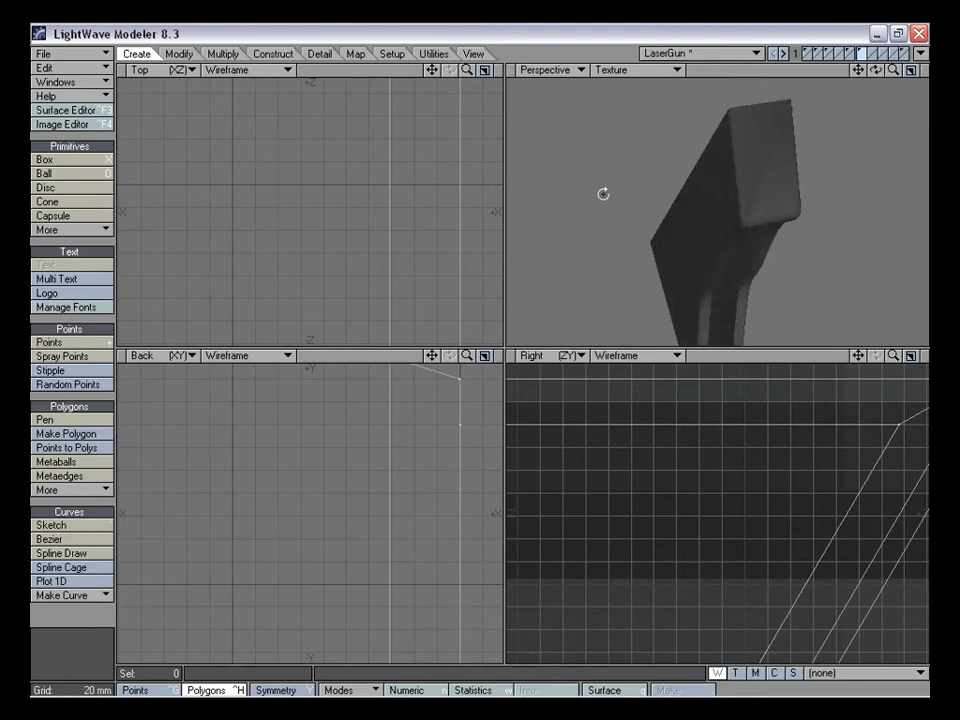 LightWave Modeler 8.3
File Create Modify Multiply Construct Detail Map Setup Utilities View LaserGun * 1
Edit Top (XZ) Wireframe Perspective Texture
Windows
Help
Surface Editor F3
Image Editor ^F4
Primitives
Box X
Ball O
Disc
Cone
Capsule
More
Text
Text
Multi Text
Logo
Manage Fonts
Points
Points +
Back (XY) Wireframe Right (ZY) Wireframe
Spray Points
Stipple
Random Points
Polygons
Pen
Make Polygon
Points to Polys
Metaballs
Metaedges
More
Curves
Sketch
Bezier
Spline Draw
Spline Cage
Plot 1D
Make Curve
Sel: 0 W T M C S (none)
Grid: 20 mm Points ^G Polygons ^H Symmetry Y Modes Numeric n Statistics w Info Surface q Make